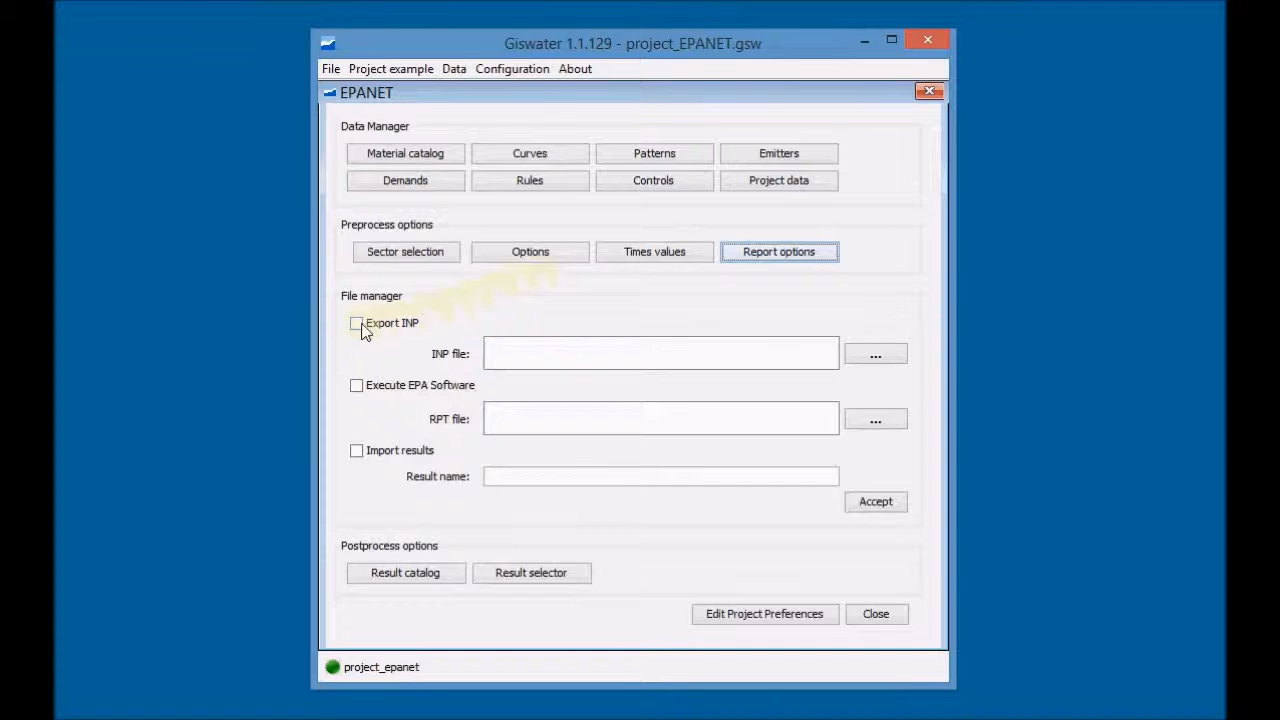 Giswater 1.1.129 - project_EPANET.gsw
File Project example Data Configuration About
EPANET
Data Manager
Material catalog Curves Patterns Emitters
Demands Rules Controls Project data
Preprocess options
Sector selection Options Times values Report options
File manager
Export INP
INP file: ...
Execute EPA Software
RPT file: ...
Import results
Result name:
Accept
Postprocess options
Result catalog Result selector
Edit Project Preferences Close
project_epanet